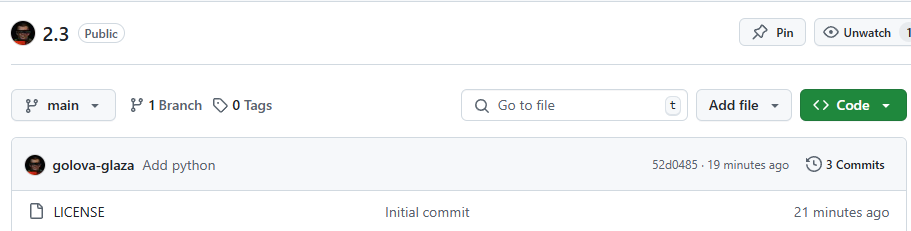 2.3 Public Pin Unwatch 1
main 1 Branch 0 Tags Go to file t Add file <> Code
golova-glaza Add python 52d0485 · 19 minutes ago 3 Commits
LICENSE Initial commit 21 minutes ago